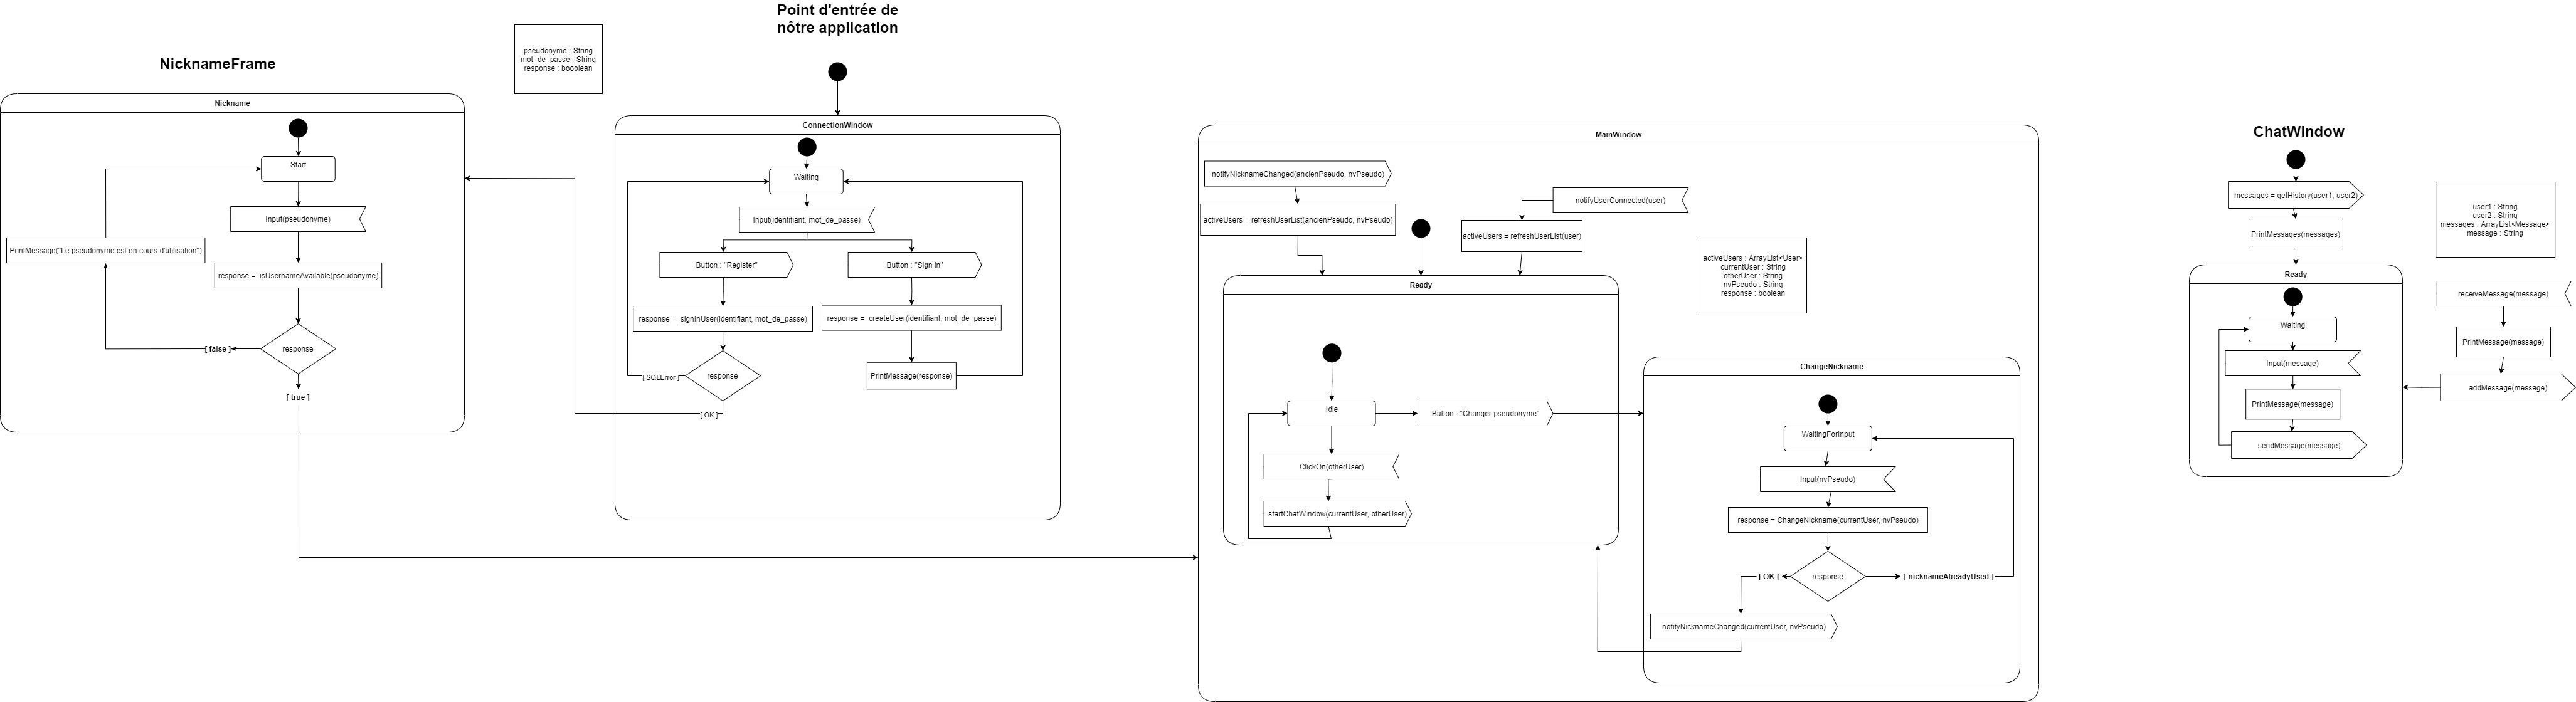 Point d'entrée de
nôtre application
NicknameFrame
pseudonyme : String
mot_de_passe : String
response : booolean
Nickname
Start
Input(pseudonyme)
PrintMessage("Le pseudonyme est en cours d'utilisation")
response =  isUsernameAvailable(pseudonyme)
response
[ false ]
[ true ]
ConnectionWindow
Waiting
Input(identifiant, mot_de_passe)
Button : "Register"
Button : "Sign in"
response =  signInUser(identifiant, mot_de_passe)
response =  createUser(identifiant, mot_de_passe)
response
[ SQLError ]
PrintMessage(response)
[ OK ]
MainWindow
notifyNicknameChanged(ancienPseudo, nvPseudo)
notifyUserConnected(user)
activeUsers = refreshUserList(ancienPseudo, nvPseudo)
activeUsers = refreshUserList(user)
activeUsers : ArrayList<User>
currentUser : String
otherUser : String
nvPseudo : String
response : boolean
Ready
Idle
Button : "Changer pseudonyme"
ClickOn(otherUser)
startChatWindow(currentUser, otherUser)
ChangeNickname
WaitingForInput
Input(nvPseudo)
response = ChangeNickname(currentUser, nvPseudo)
response
[ OK ]
[ nicknameAlreadyUsed ]
notifyNicknameChanged(currentUser, nvPseudo)
ChatWindow
messages = getHistory(user1, user2)
PrintMessages(messages)
user1 : String
user2 : String
messages : ArrayList<Message>
message : String
Ready
Waiting
Input(message)
PrintMessage(message)
sendMessage(message)
receiveMessage(message)
PrintMessage(message)
addMessage(message)